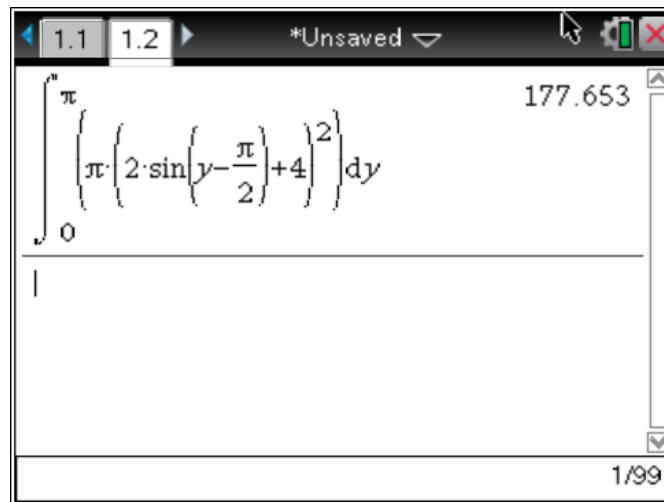 1.1 1.2 *Unsaved
∫₀^π (π·(2·sin(y−π/2)+4)²)dy 177.653
1/99